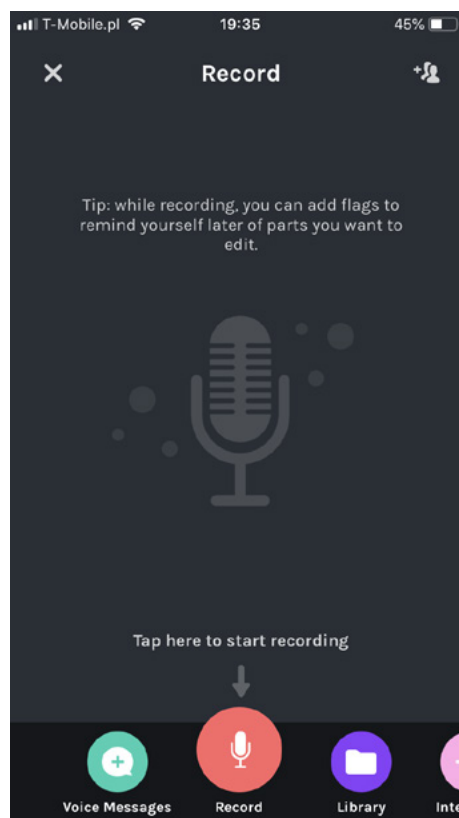 T-Mobile.pl 19:35 45%
Record
Tip: while recording, you can add flags to
remind yourself later of parts you want to
edit.
Tap here to start recording
Voice Messages Record Library Inte